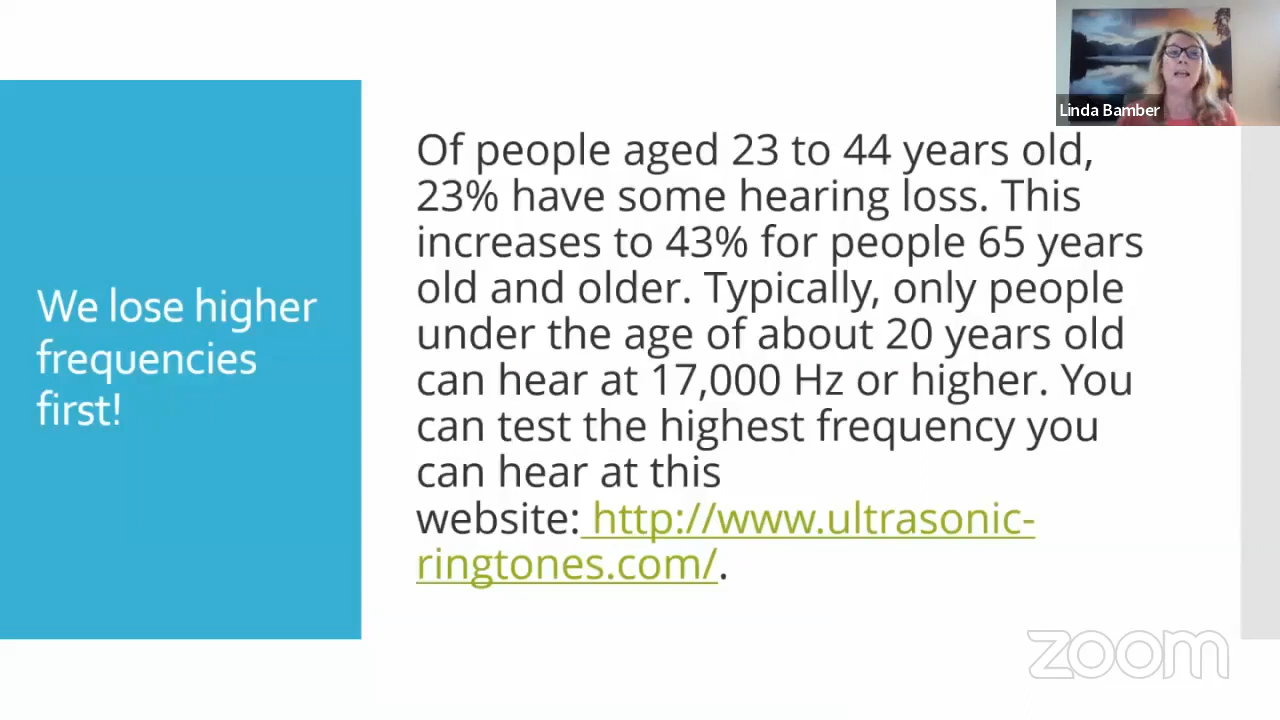 Linda Bamber
We lose higher
frequencies
first!
Of people aged 23 to 44 years old,
23% have some hearing loss. This
increases to 43% for people 65 years
old and older. Typically, only people
under the age of about 20 years old
can hear at 17,000 Hz or higher. You
can test the highest frequency you
can hear at this
website: http://www.ultrasonic-
ringtones.com/.
zoom